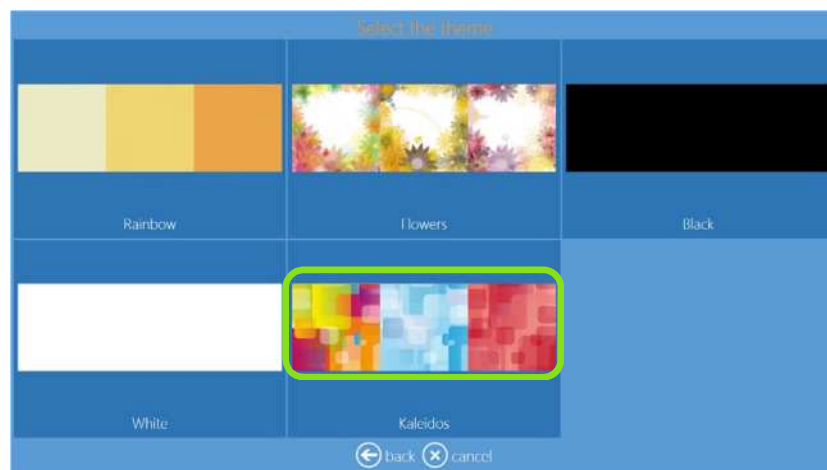 Select the theme
Rainbow
Flowers
Black
White
Kaleidos
back
cancel